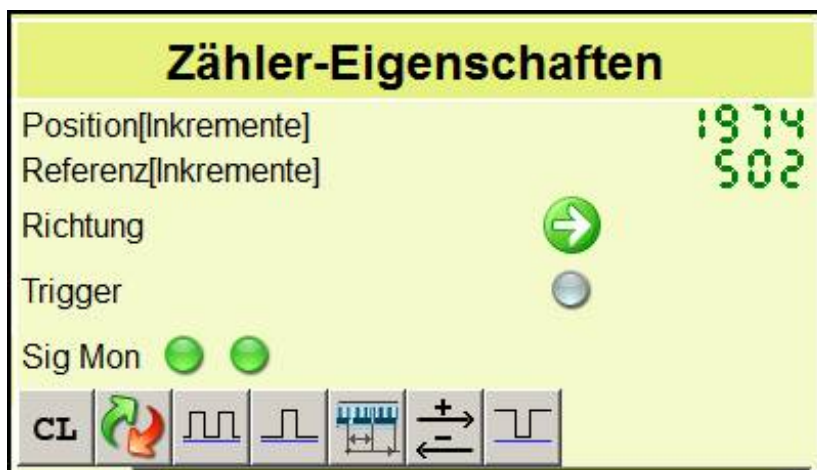 Zähler-Eigenschaften
Position[Inkremente] 1974
Referenz[Inkremente] 502
Richtung
Trigger
Sig Mon
CL